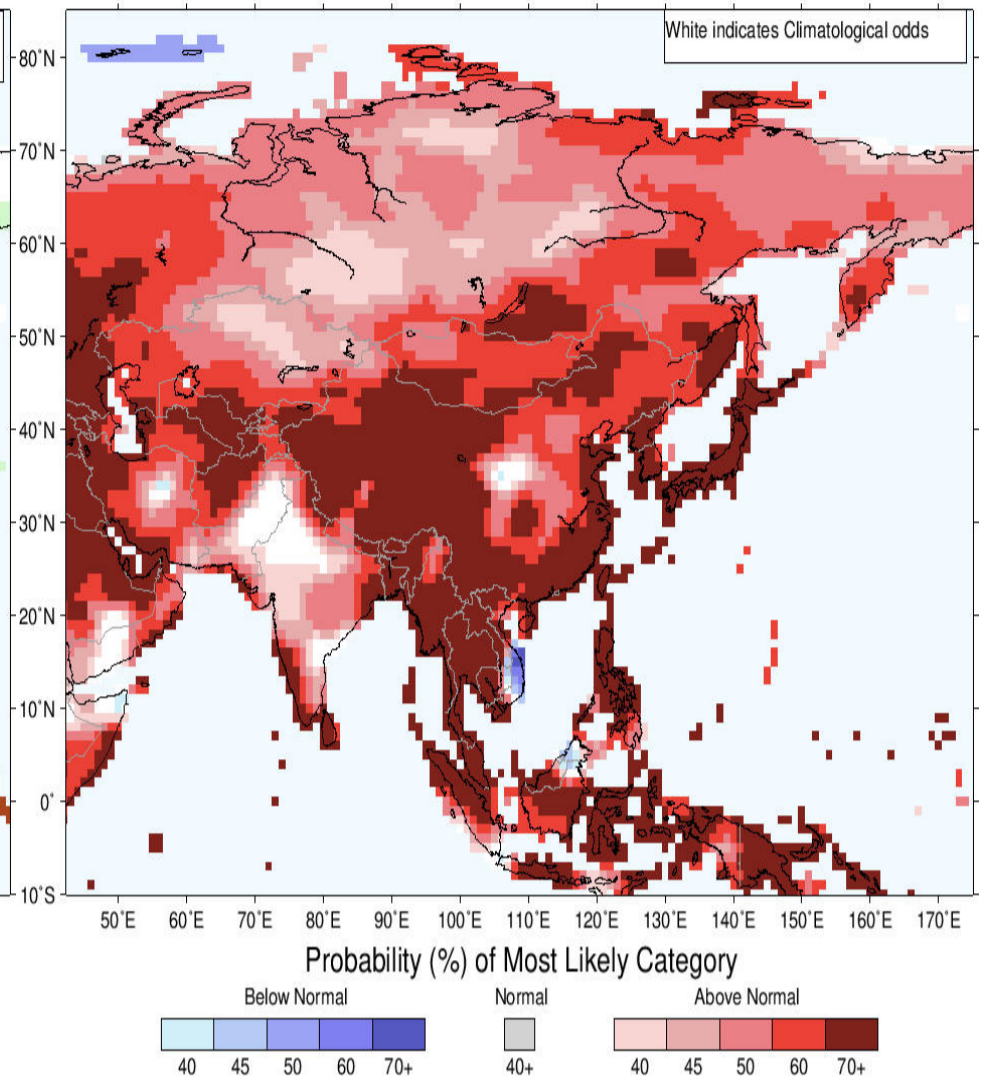 White indicates Climatological odds
80°N
70°N
60°N
50°N
40°N
30°N
20°N
10°N
0°
10°S
50°E 60°E 70°E 80°E 90°E 100°E 110°E 120°E 130°E 140°E 150°E 160°E 170°E
Probability (%) of Most Likely Category
Below Normal Normal Above Normal
40 45 50 60 70+ 40+ 40 45 50 60 70+